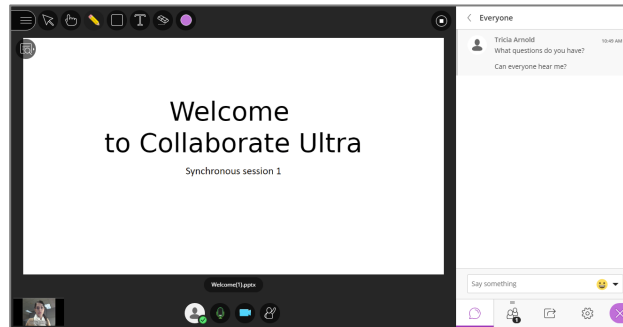 T
Everyone
Tricia Arnold 10:49 AM
What questions do you have?
Can everyone hear me?
Welcome
to Collaborate Ultra
Synchronous session 1
Welcome(1).pptx
Say something